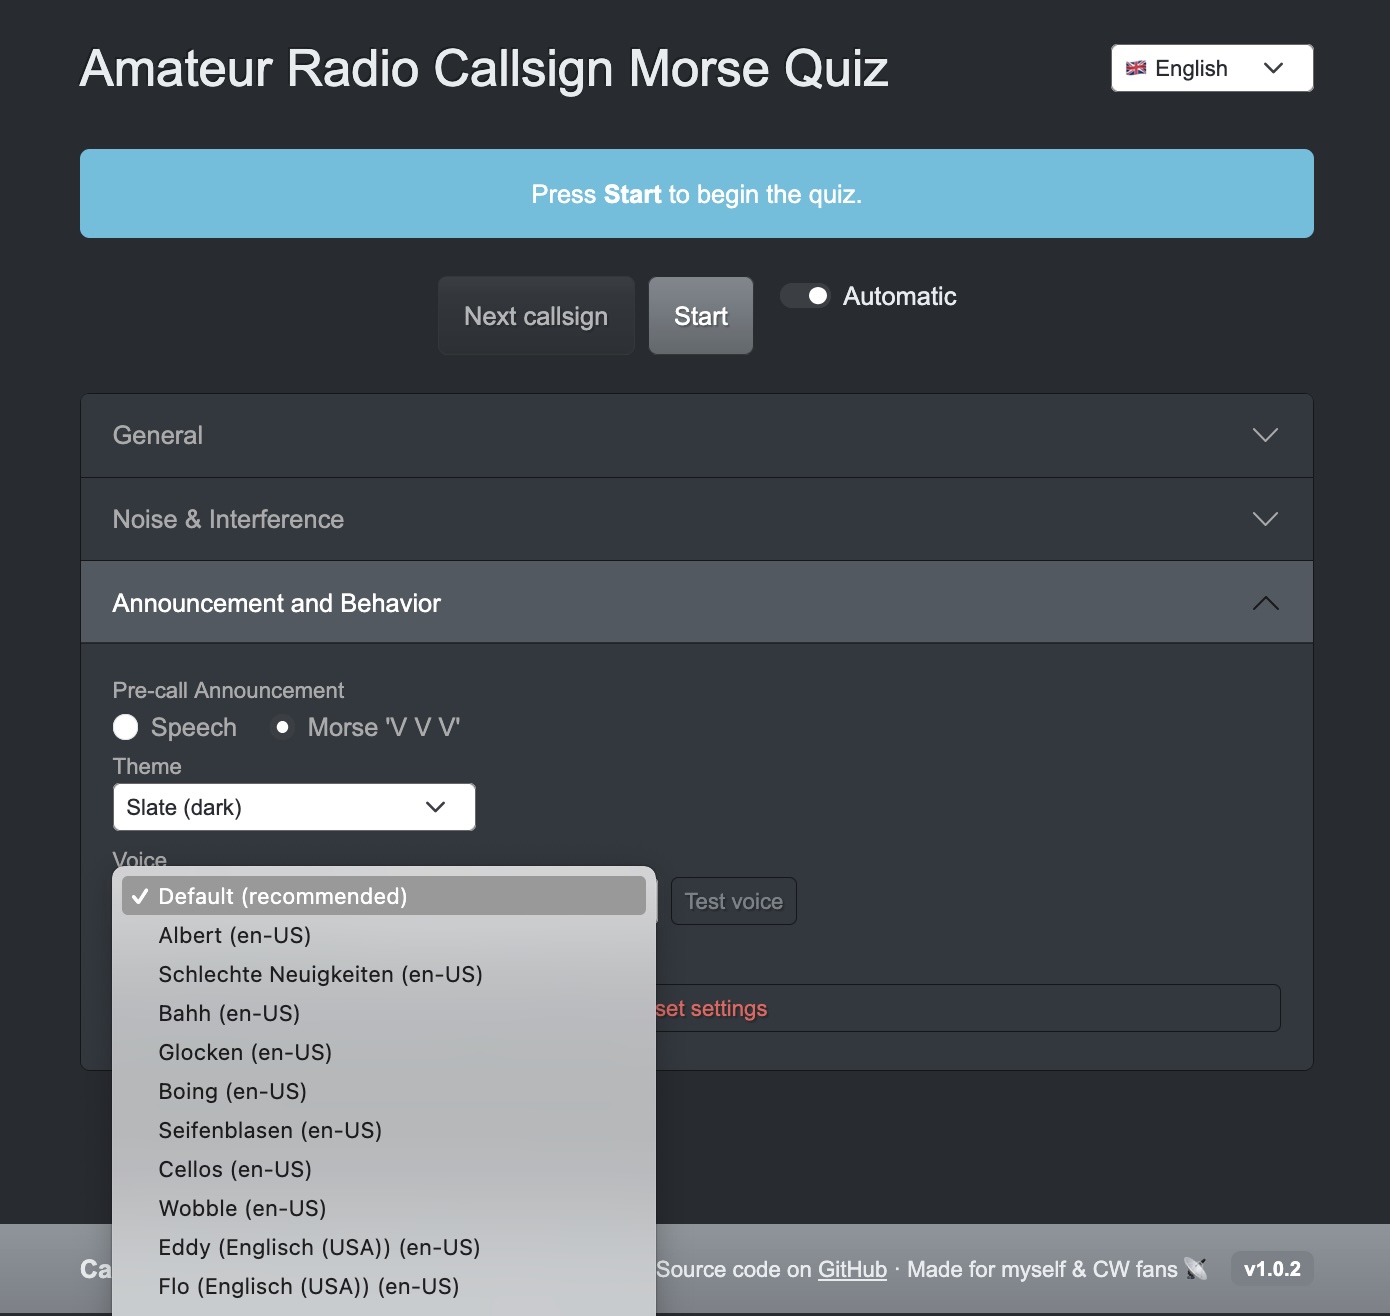 Amateur Radio Callsign Morse Quiz
English
Press Start to begin the quiz.
Next callsign
Start
Automatic
General
Noise & Interference
Announcement and Behavior
Pre-call Announcement
Speech
Morse 'V V V'
Theme
Slate (dark)
Voice
Default (recommended)
Test voice
Albert (en-US)
Schlechte Neuigkeiten (en-US)
Bahh (en-US)
set settings
Glocken (en-US)
Boing (en-US)
Seifenblasen (en-US)
Cellos (en-US)
Wobble (en-US)
Eddy (Englisch (USA)) (en-US)
Flo (Englisch (USA)) (en-US)
Ca
Source code on GitHub · Made for myself & CW fans
v1.0.2